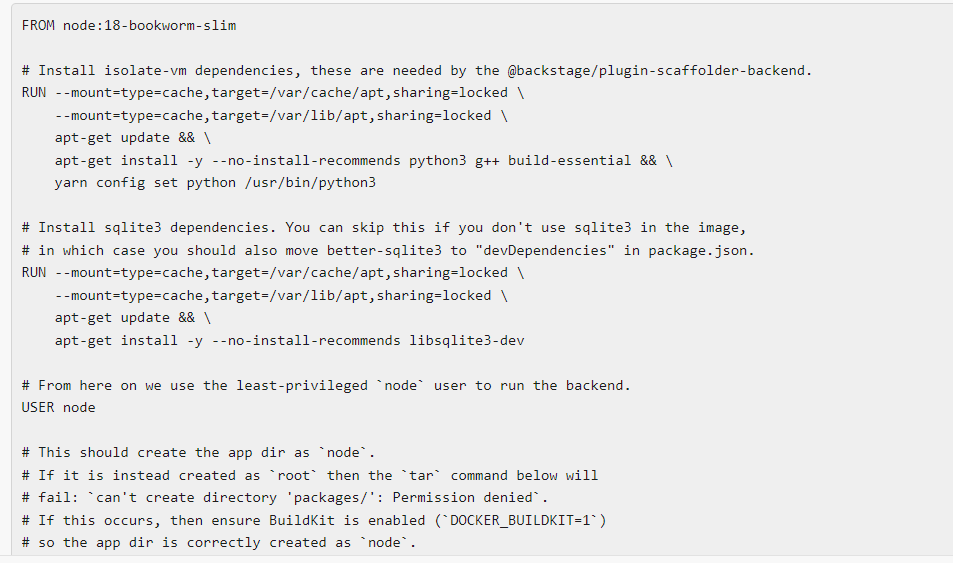 FROM node:18-bookworm-slim
# Install isolate-vm dependencies, these are needed by the @backstage/plugin-scaffolder-backend.
RUN --mount=type=cache,target=/var/cache/apt,sharing=locked \
    --mount=type=cache,target=/var/lib/apt,sharing=locked \
    apt-get update && \
    apt-get install -y --no-install-recommends python3 g++ build-essential && \
    yarn config set python /usr/bin/python3
# Install sqlite3 dependencies. You can skip this if you don't use sqlite3 in the image,
# in which case you should also move better-sqlite3 to "devDependencies" in package.json.
RUN --mount=type=cache,target=/var/cache/apt,sharing=locked \
    --mount=type=cache,target=/var/lib/apt,sharing=locked \
    apt-get update && \
    apt-get install -y --no-install-recommends libsqlite3-dev
# From here on we use the least-privileged `node` user to run the backend.
USER node
# This should create the app dir as `node`.
# If it is instead created as `root` then the `tar` command below will
# fail: `can't create directory 'packages/': Permission denied`.
# If this occurs, then ensure BuildKit is enabled (`DOCKER_BUILDKIT=1`)
# so the app dir is correctly created as `node`.